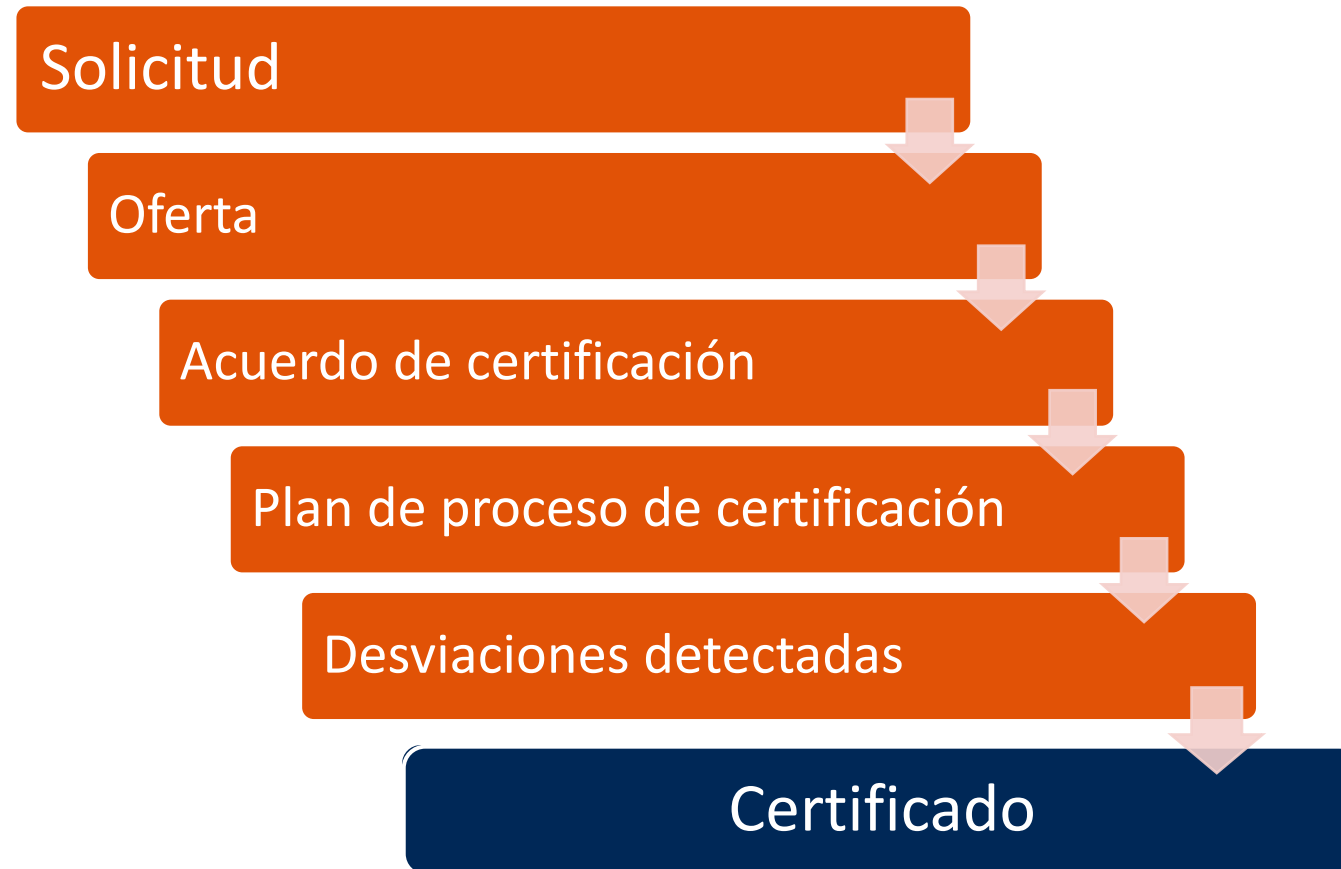 Solicitud
Oferta
Acuerdo de certificación
Plan de proceso de certificación
Desviaciones detectadas
Certificado